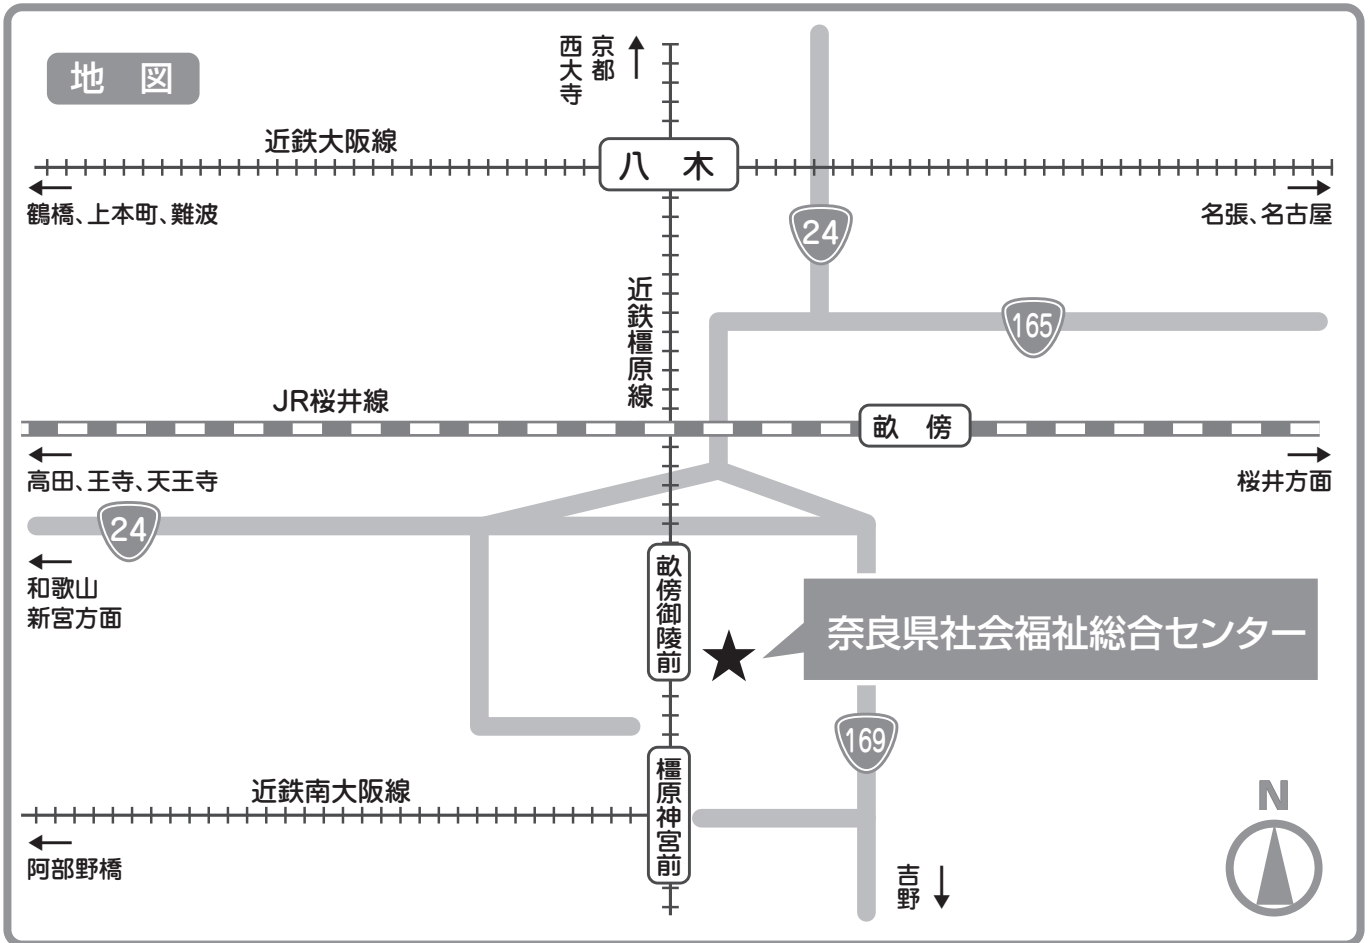 地 図
京都
西大寺
近鉄大阪線
八 木
鶴橋、上本町、難波
名張、名古屋
24
近鉄橿原線
165
JR桜井線
畝 傍
高田、王寺、天王寺
桜井方面
24
和歌山
新宮方面
畝傍御陵前
奈良県社会福祉総合センター
169
橿原神宮前
近鉄南大阪線
阿部野橋
吉野
N